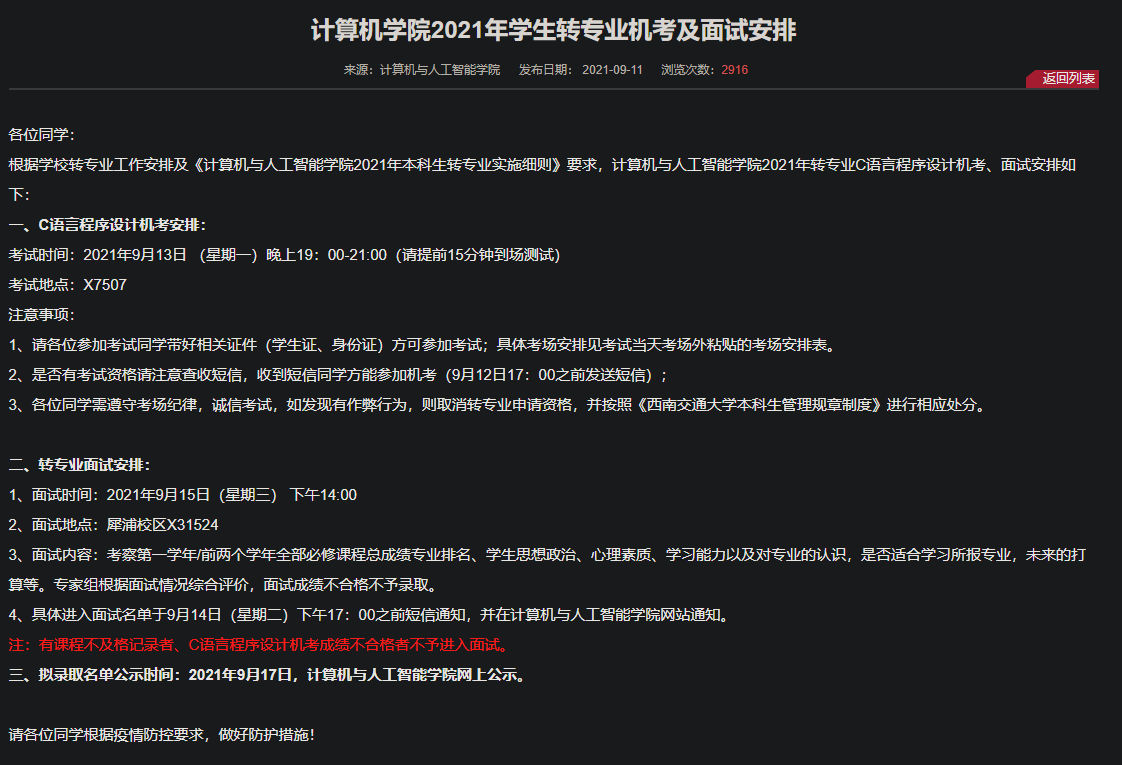 计算机学院2021年学生转专业机考及面试安排
来源：计算机与人工智能学院 发布日期： 2021-09-11 浏览次数：2916
返回列表
各位同学：
根据学校转专业工作安排及《计算机与人工智能学院2021年本科生转专业实施细则》要求，计算机与人工智能学院2021年转专业C语言程序设计机考、面试安排如
下：
一、C语言程序设计机考安排：
考试时间：2021年9月13日 （星期一）晚上19：00-21:00（请提前15分钟到场测试）
考试地点：X7507
注意事项：
1、请各位参加考试同学带好相关证件（学生证、身份证）方可参加考试；具体考场安排见考试当天考场外粘贴的考场安排表。
2、是否有考试资格请注意查收短信，收到短信同学方能参加机考（9月12日17：00之前发送短信）；
3、各位同学需遵守考场纪律，诚信考试，如发现有作弊行为，则取消转专业申请资格，并按照《西南交通大学本科生管理规章制度》进行相应处分。
二、转专业面试安排：
1、面试时间：2021年9月15日（星期三） 下午14:00
2、面试地点：犀浦校区X31524
3、面试内容：考察第一学年/前两个学年全部必修课程总成绩专业排名、学生思想政治、心理素质、学习能力以及对专业的认识，是否适合学习所报专业，未来的打
算等。专家组根据面试情况综合评价，面试成绩不合格不予录取。
4、具体进入面试名单于9月14日（星期二）下午17：00之前短信通知，并在计算机与人工智能学院网站通知。
注：有课程不及格记录者、C语言程序设计机考成绩不合格者不予进入面试。
三、拟录取名单公示时间：2021年9月17日，计算机与人工智能学院网上公示。
请各位同学根据疫情防控要求，做好防护措施！